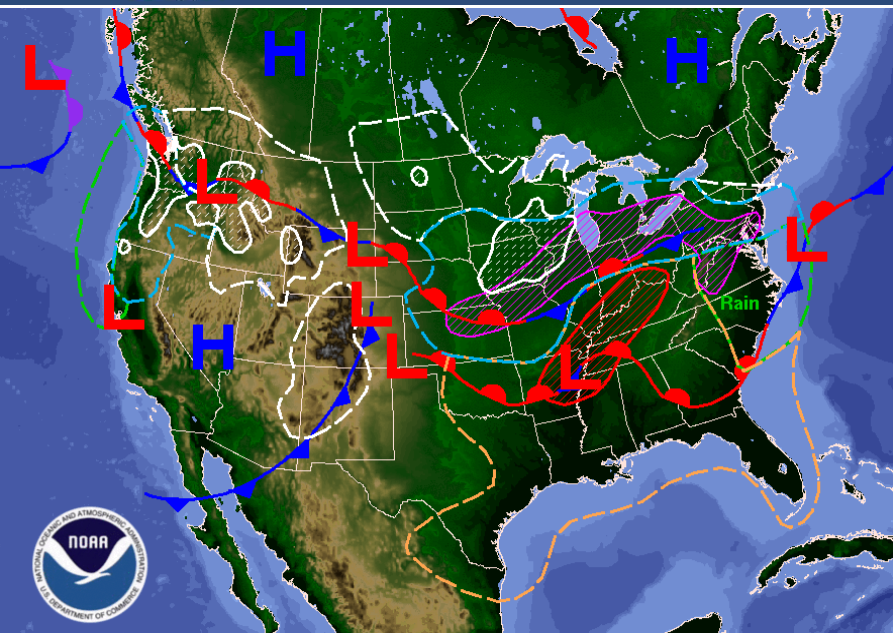 H
H
L
L
L
L
L
L
L
Rain
H
L
NATIONAL OCEANIC AND ATMOSPHERIC ADMINISTRATION
NOAA
U.S. DEPARTMENT OF COMMERCE